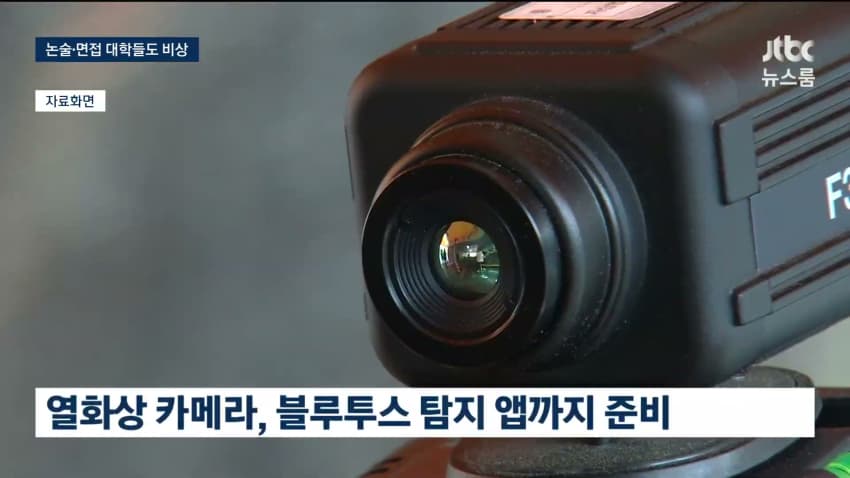 논술·면접 대학들도 비상
jtbc
뉴스룸
자료화면
F3
열화상 카메라, 블루투스 탐지 앱까지 준비